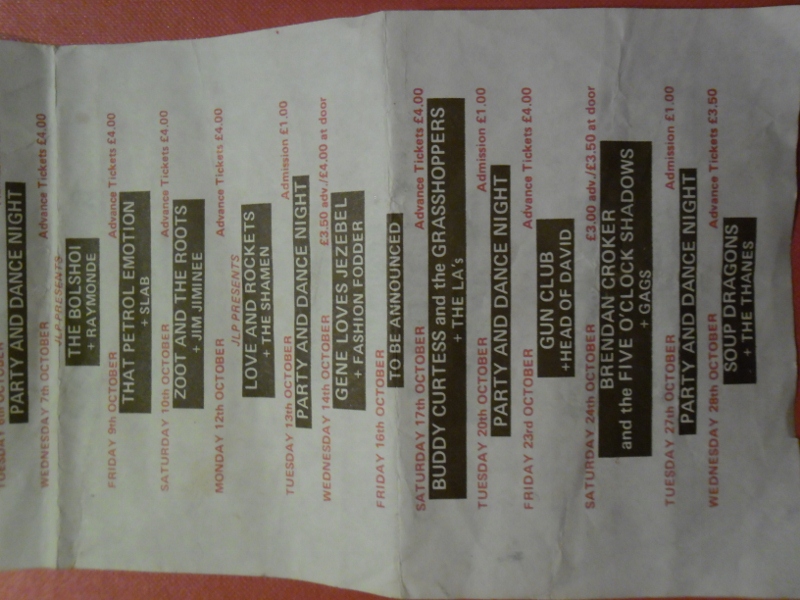 TUESDAY 6th OCTOBER
PARTY AND DANCE NIGHT
WEDNESDAY 7th OCTOBER Advance Tickets £4.00
JLP PRESENTS
THE BOLSHOI
+ RAYMONDE
FRIDAY 9th OCTOBER Advance Tickets £4.00
THAT PETROL EMOTION
+ SLAB
SATURDAY 10th OCTOBER Advance Tickets £4.00
ZOOT AND THE ROOTS
+ JIM JIMINEE
MONDAY 12th OCTOBER Advance Tickets £4.00
JLP PRESENTS
LOVE AND ROCKETS
+ THE SHAMEN
TUESDAY 13th OCTOBER Admission £1.00
PARTY AND DANCE NIGHT
WEDNESDAY 14th OCTOBER £3.50 adv./£4.00 at door
GENE LOVES JEZEBEL
+ FASHION FODDER
FRIDAY 16th OCTOBER
TO BE ANNOUNCED
SATURDAY 17th OCTOBER Advance Tickets £4.00
BUDDY CURTESS and the GRASSHOPPERS
+ THE LA's
TUESDAY 20th OCTOBER Admission £1.00
PARTY AND DANCE NIGHT
FRIDAY 23rd OCTOBER Advance Tickets £4.00
GUN CLUB
+HEAD OF DAVID
SATURDAY 24th OCTOBER £3.00 adv./£3.50 at door
BRENDAN CROKER
and the FIVE O'CLOCK SHADOWS
+ GAGS
TUESDAY 27th OCTOBER Admission £1.00
PARTY AND DANCE NIGHT
WEDNESDAY 28th OCTOBER Advance Tickets £3.50
SOUP DRAGONS
+ THE THANES